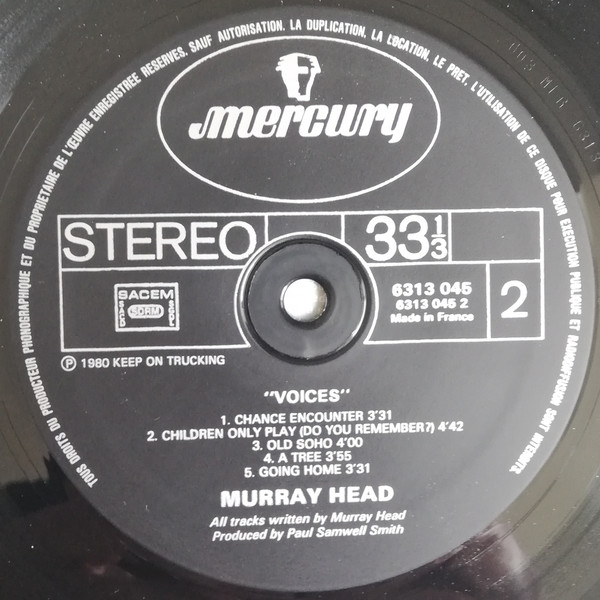 TOUS DROITS DU PRODUCTEUR PHONOGRAPHIQUE ET DU PROPRIETAIRE DE L'ŒUVRE ENREGISTREE RESERVES. SAUF AUTORISATION, LA DUPLICATION, LA LOCATION, LE PRET, L'UTILISATION DE CE DISQUE POUR EXECUTION PUBLIQUE ET RADIODIFFUSION SONT INTERDITS.
mercury
STEREO
33 1/3
SACEM
SACD SDRM SGDL
6313 045
6313 045 2
Made in France
2
Ⓟ 1980 KEEP ON TRUCKING
"VOICES"
1. CHANCE ENCOUNTER 3'31
2. CHILDREN ONLY PLAY (DO YOU REMEMBER?) 4'42
3. OLD SOHO 4'00
4. A TREE 3'55
5. GOING HOME 3'31
MURRAY HEAD
All tracks written by Murray Head
Produced by Paul Samwell Smith